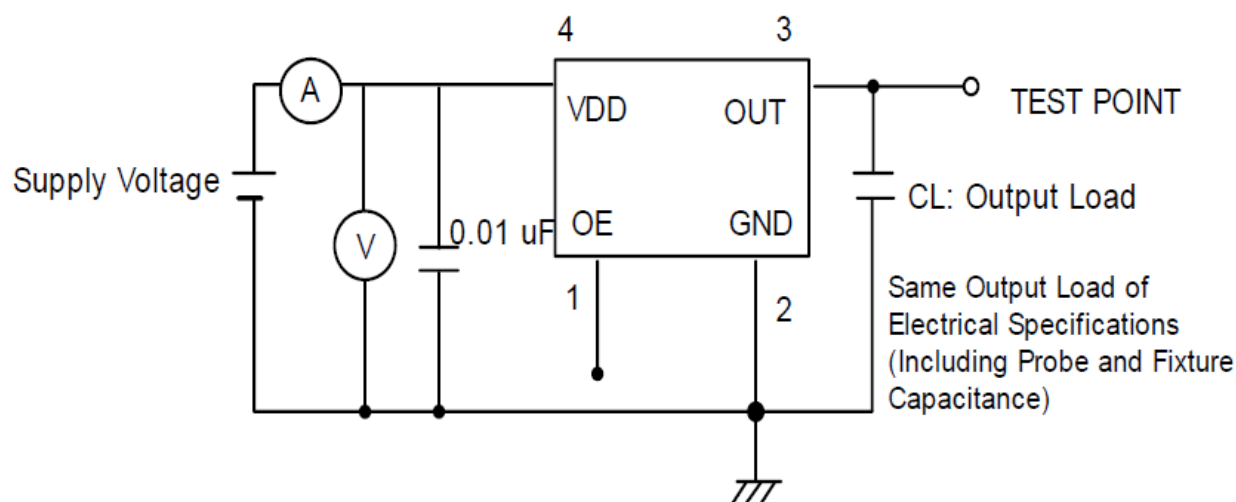 4
3
A
VDD
OUT
TEST POINT
Supply Voltage
CL: Output Load
V
0.01 uF
OE
GND
1
2
Same Output Load of
Electrical Specifications
(Including Probe and Fixture
Capacitance)